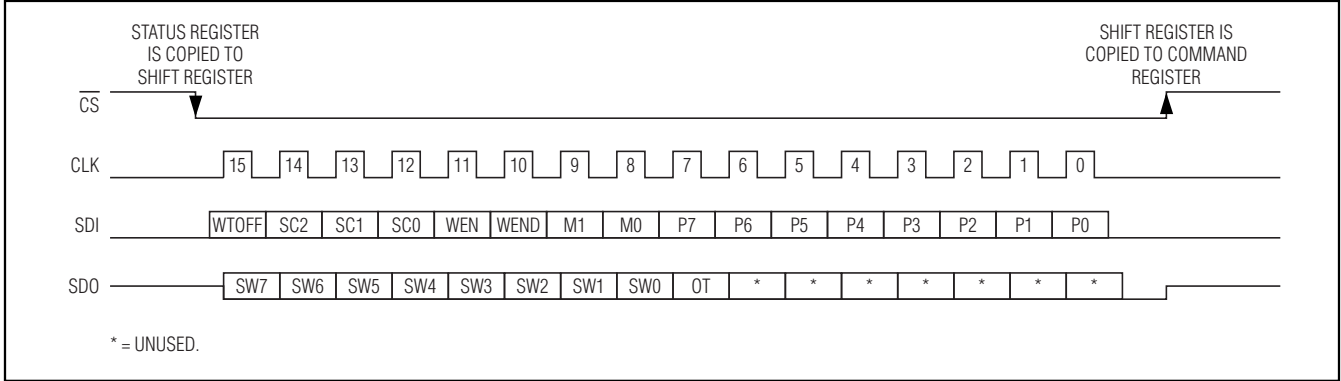 STATUS REGISTER
IS COPIED TO
SHIFT REGISTER
SHIFT REGISTER IS
COPIED TO COMMAND
REGISTER
CS
CLK 15 14 13 12 11 10 9 8 7 6 5 4 3 2 1 0
SDI WTOFF SC2 SC1 SC0 WEN WEND M1 M0 P7 P6 P5 P4 P3 P2 P1 P0
SDO SW7 SW6 SW5 SW4 SW3 SW2 SW1 SW0 OT * * * * * * *
* = UNUSED.